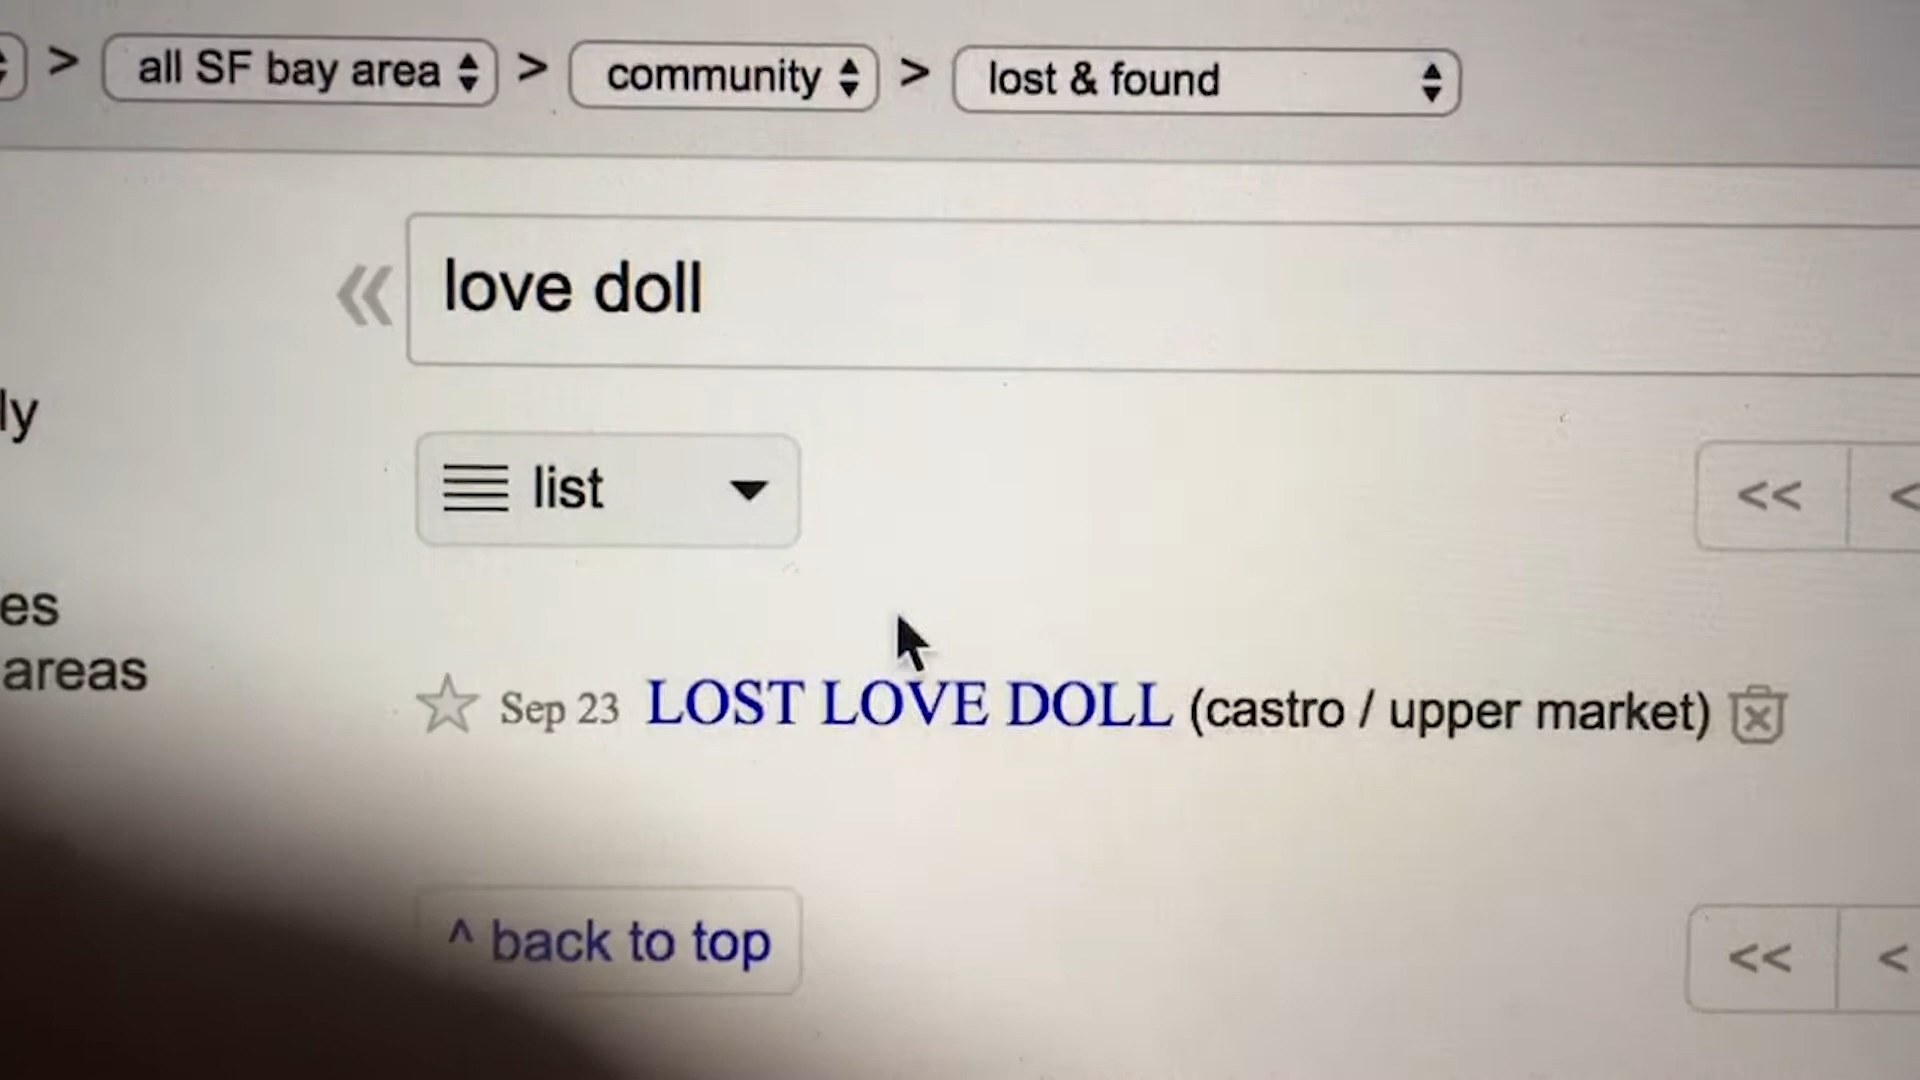 > all SF bay area > community > lost & found
« love doll
ly
list
<< <
es
areas
Sep 23 LOST LOVE DOLL (castro / upper market)
^ back to top
<< <